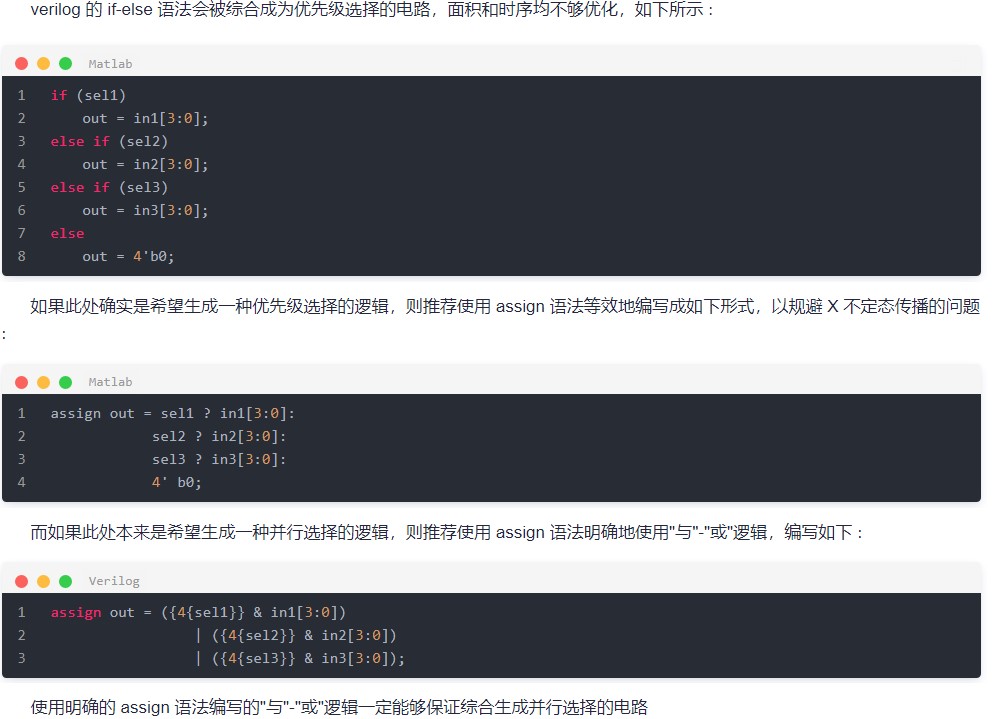 verilog 的 if-else 语法会被综合成为优先级选择的电路，面积和时序均不够优化，如下所示：
Matlab
1 if (sel1)
2     out = in1[3:0];
3 else if (sel2)
4     out = in2[3:0];
5 else if (sel3)
6     out = in3[3:0];
7 else
8     out = 4'b0;
如果此处确实是希望生成一种优先级选择的逻辑，则推荐使用 assign 语法等效地编写成如下形式，以规避 X 不定态传播的问题
：
Matlab
1 assign out = sel1 ? in1[3:0]:
2             sel2 ? in2[3:0]:
3             sel3 ? in3[3:0]:
4             4' b0;
而如果此处本来是希望生成一种并行选择的逻辑，则推荐使用 assign 语法明确地使用"与"-"或"逻辑，编写如下：
Verilog
1 assign out = ({4{sel1}} & in1[3:0])
2                  | ({4{sel2}} & in2[3:0])
3                  | ({4{sel3}} & in3[3:0]);
使用明确的 assign 语法编写的"与"-"或"逻辑一定能够保证综合生成并行选择的电路